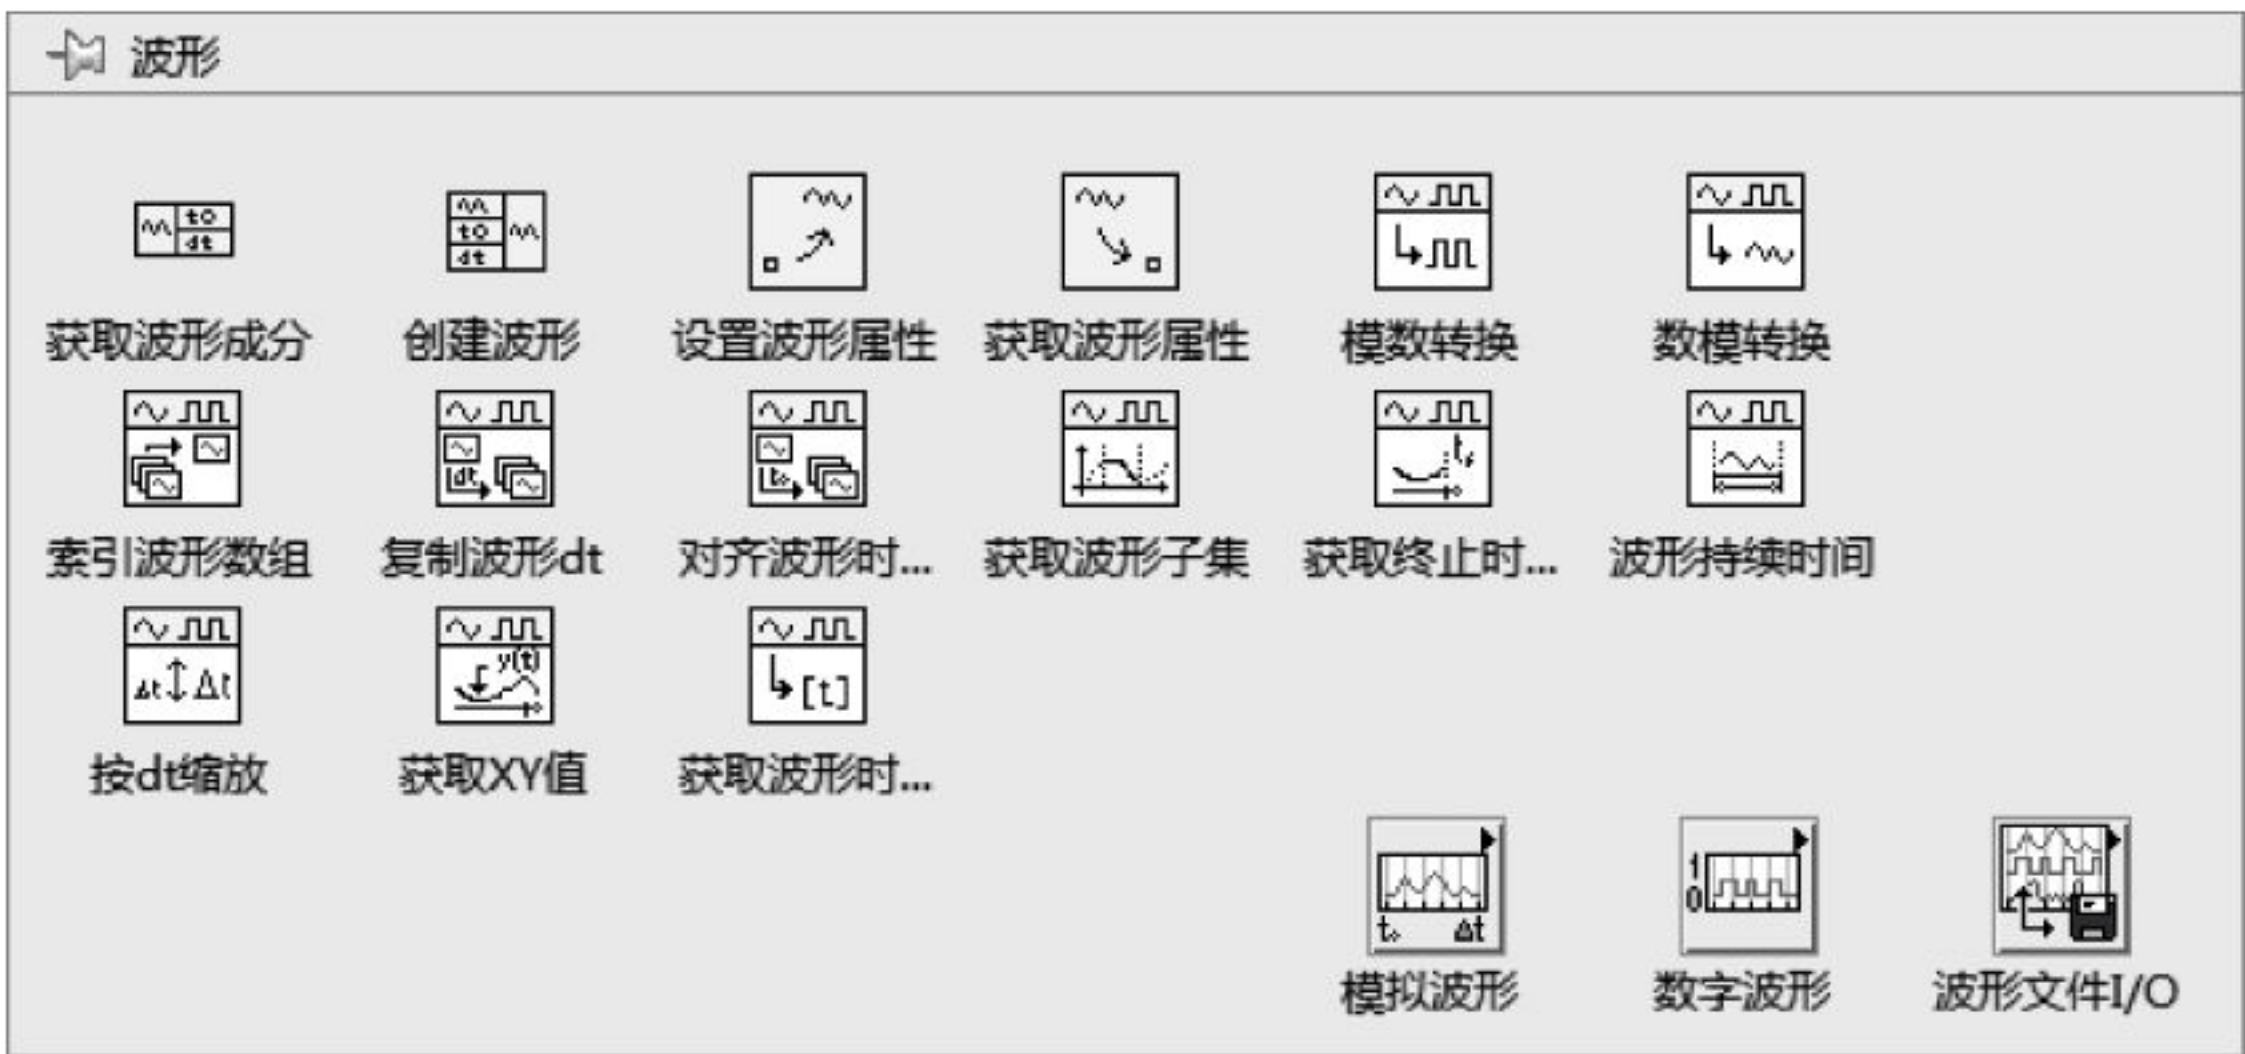 波形
获取波形成分 创建波形 设置波形属性 获取波形属性 模数转换 数模转换
索引波形数组 复制波形dt 对齐波形时... 获取波形子集 获取终止时... 波形持续时间
按dt缩放 获取XY值 获取波形时...
模拟波形 数字波形 波形文件I/O